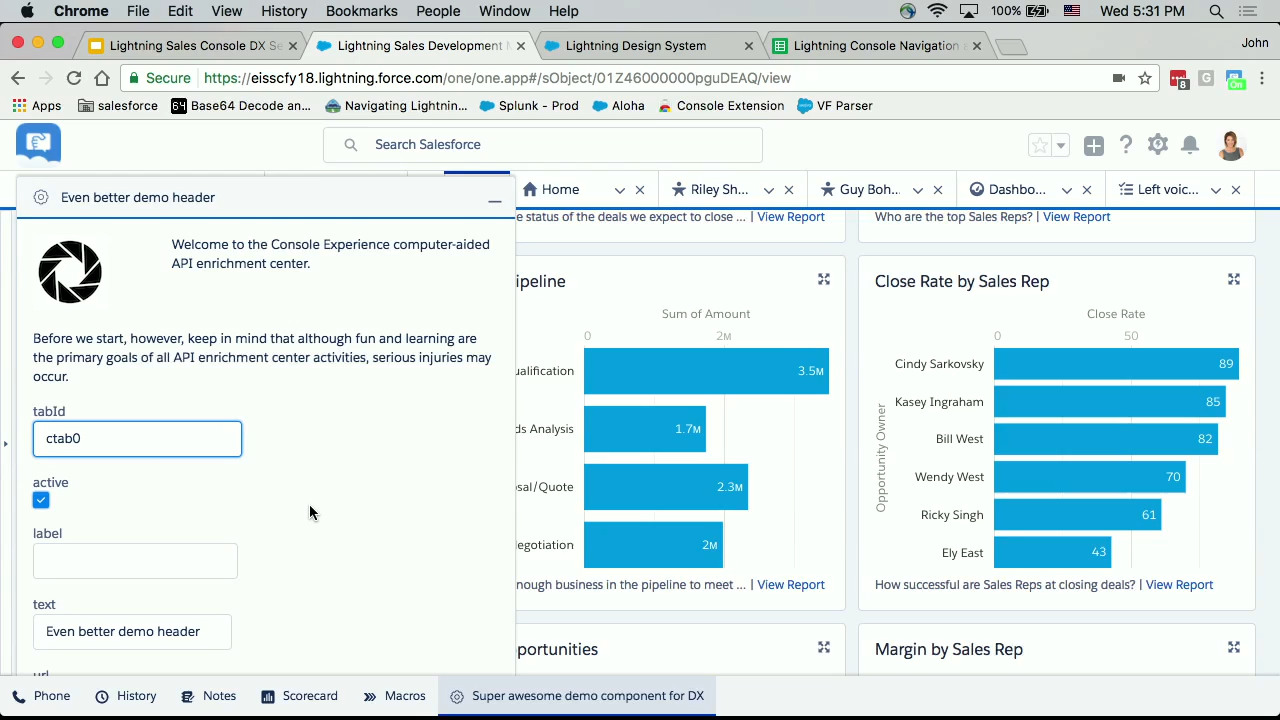 Chrome File Edit View History Bookmarks People Window Help 100% Wed 5:31 PM
Lightning Sales Console DX Se Lightning Sales Development Lightning Design System Lightning Console Navigation John
Secure https://eisscfy18.lightning.force.com/one/one.app#/sObject/01Z46000000pguDEAQ/view 8 G On
Apps salesforce 64 Base64 Decode an... Navigating Lightnin... Splunk - Prod Aloha Console Extension VF Parser
Search Salesforce
Home Riley Sh... Guy Boh... Dashbo... Left voic...
Even better demo header
Welcome to the Console Experience computer-aided
API enrichment center.
Before we start, however, keep in mind that although fun and learning are
the primary goals of all API enrichment center activities, serious injuries may
occur.
tabId
ctab0
active
label
text
Even better demo header
url
e status of the deals we expect to close ... | View Report
ipeline
Sum of Amount
0 2M
ualification 3.5M
ds Analysis 1.7M
osal/Quote 2.3M
egotiation 2M
nough business in the pipeline to meet ... | View Report
portunities
Who are the top Sales Reps? | View Report
Close Rate by Sales Rep
Close Rate
0 50
Opportunity Owner
Cindy Sarkovsky 89
Kasey Ingraham 85
Bill West 82
Wendy West 70
Ricky Singh 61
Ely East 43
How successful are Sales Reps at closing deals? | View Report
Margin by Sales Rep
Phone History Notes Scorecard Macros Super awesome demo component for DX